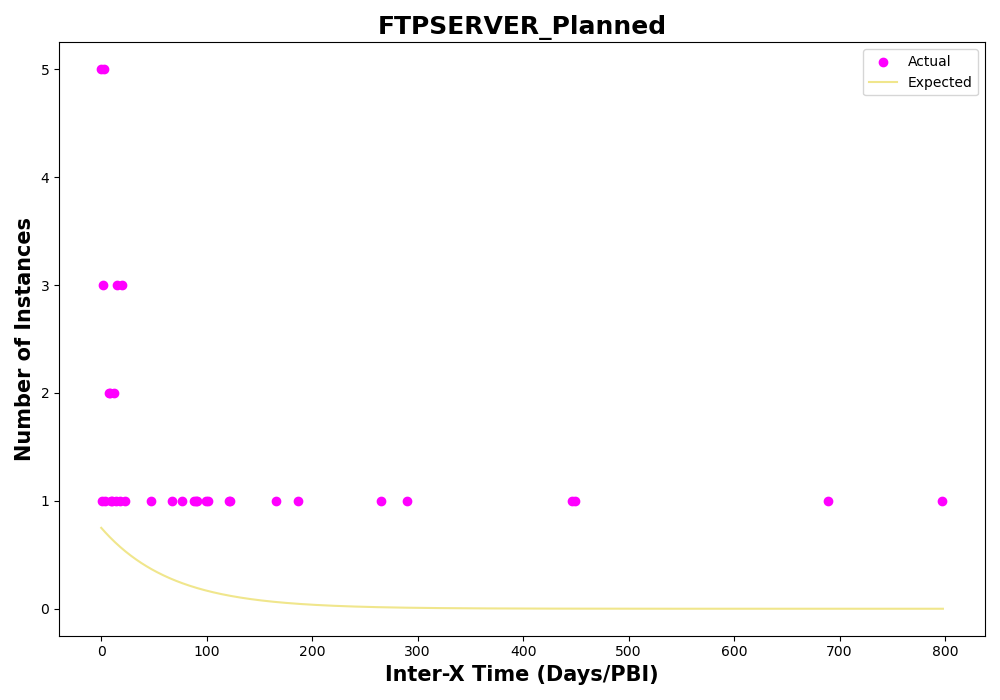 FTPSERVER_Planned
Actual
Expected
5
4
3
2
1
0
Number of Instances
0 100 200 300 400 500 600 700 800
Inter-X Time (Days/PBI)